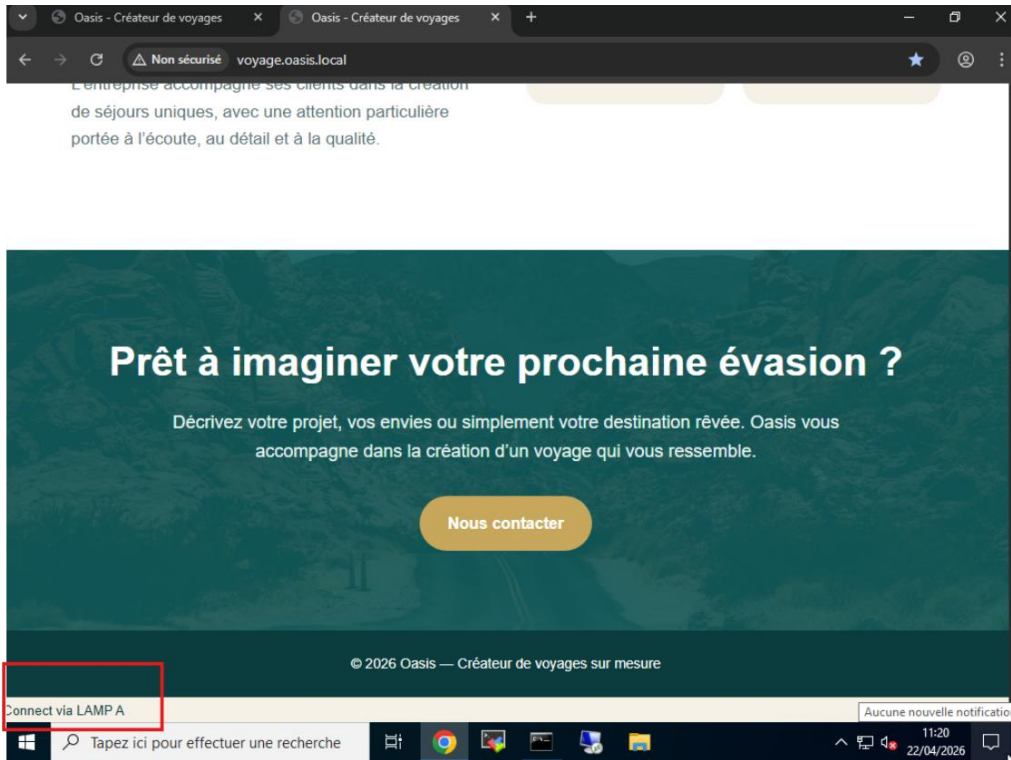 Oasis - Créateur de voyages
Oasis - Créateur de voyages
Non sécurisé voyage.oasis.local
L'entreprise accompagne ses clients dans la création
de séjours uniques, avec une attention particulière
portée à l'écoute, au détail et à la qualité.
Prêt à imaginer votre prochaine évasion ?
Décrivez votre projet, vos envies ou simplement votre destination rêvée. Oasis vous
accompagne dans la création d'un voyage qui vous ressemble.
Nous contacter
© 2026 Oasis — Créateur de voyages sur mesure
Connect via LAMP A
Aucune nouvelle notificatio
Tapez ici pour effectuer une recherche
11:20
22/04/2026